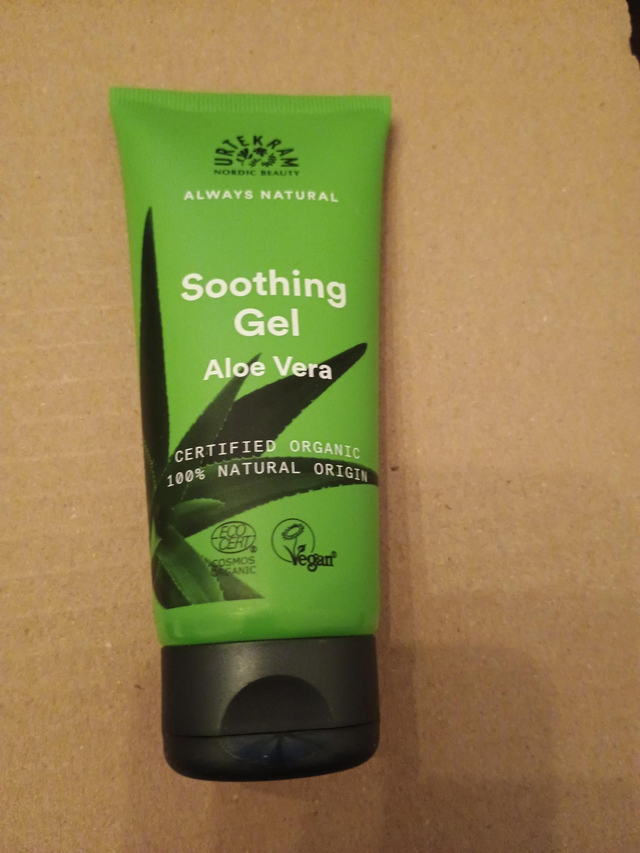 URTEKRAM
NORDIC BEAUTY
ALWAYS NATURAL
Soothing
Gel
Aloe Vera
CERTIFIED ORGANIC
100% NATURAL ORIGIN
ECO
CERT®
COSMOS
ORGANIC
Vegan®